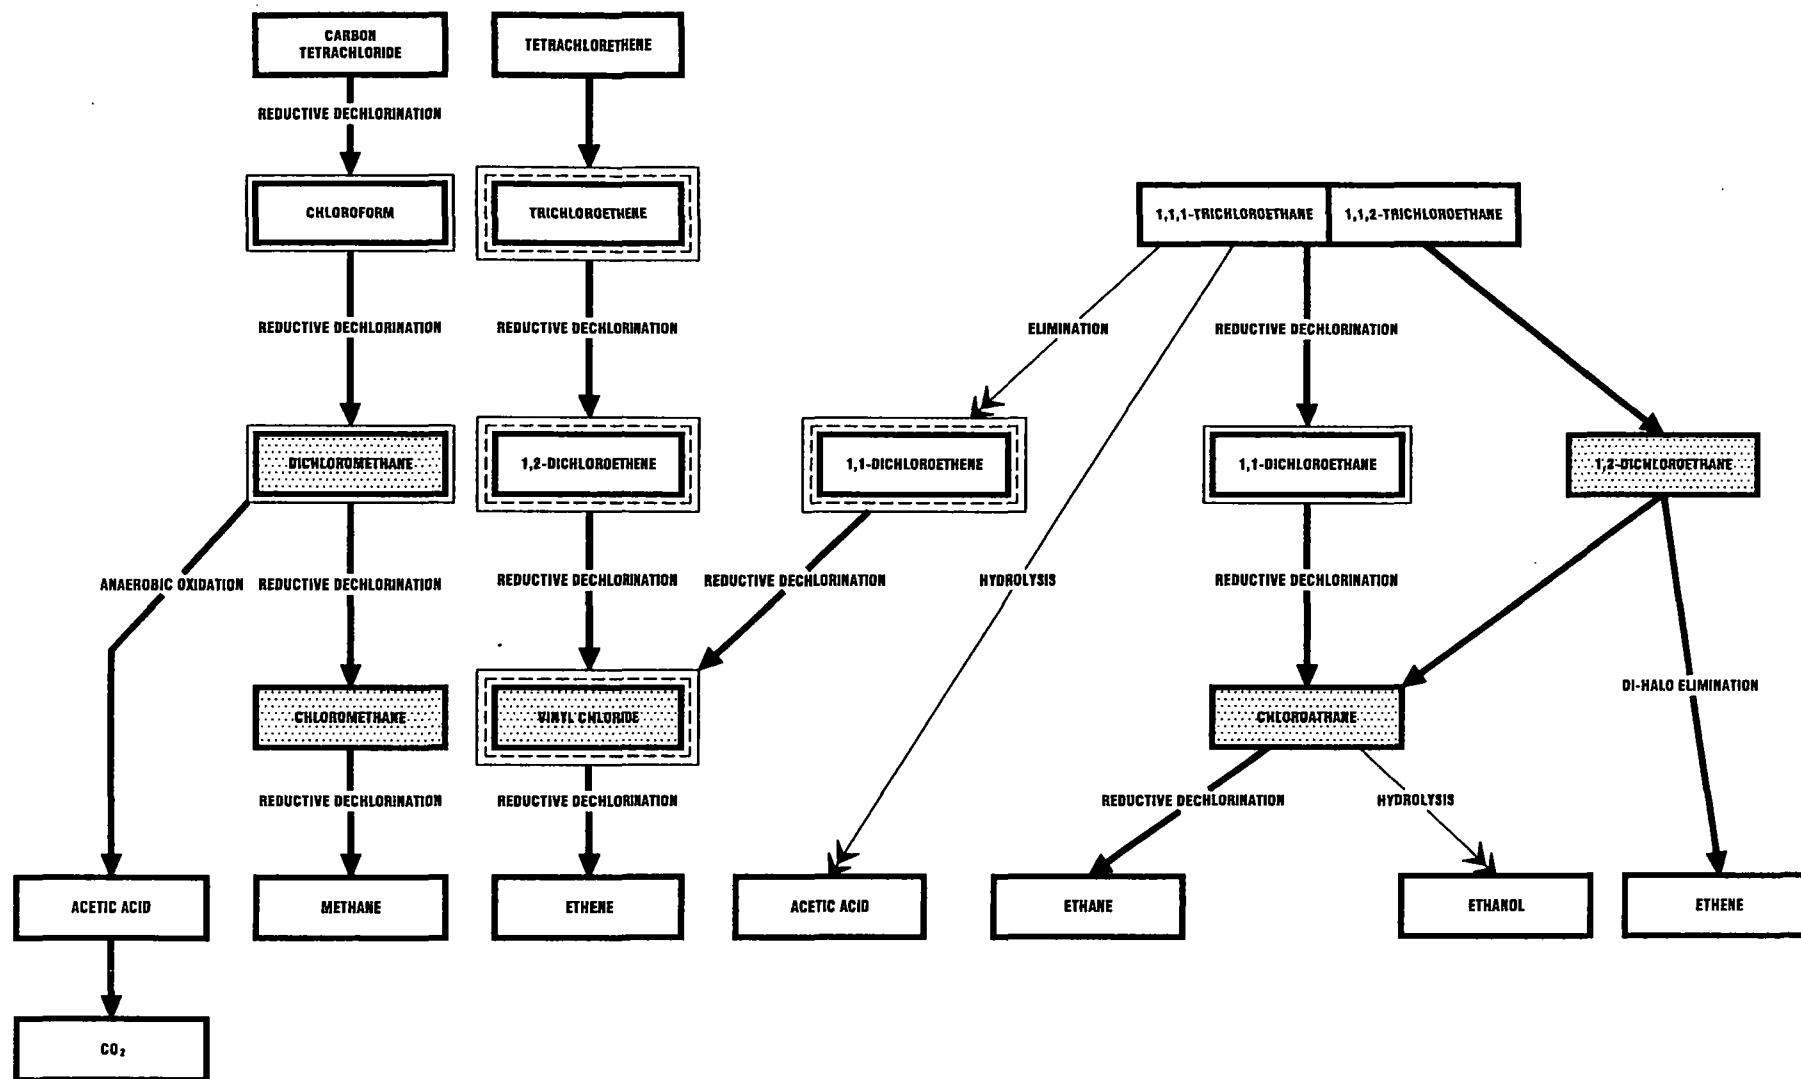 CARBON
TETRACHLORIDE
TETRACHLORETHENE
REDUCTIVE DECHLORINATION
CHLOROFORM
TRICHLOROETHENE
1,1,1-TRICHLOROETHANE
1,1,2-TRICHLOROETHANE
REDUCTIVE DECHLORINATION
REDUCTIVE DECHLORINATION
ELIMINATION
REDUCTIVE DECHLORINATION
DICHLOROMETHANE
1,2-DICHLOROETHENE
1,1-DICHLOROETHENE
1,1-DICHLOROETHANE
1,2-DICHLOROETHANE
ANAEROBIC OXIDATION
REDUCTIVE DECHLORINATION
REDUCTIVE DECHLORINATION
REDUCTIVE DECHLORINATION
HYDROLYSIS
REDUCTIVE DECHLORINATION
DI-HALO ELIMINATION
CHLOROMETHANE
VINYL CHLORIDE
CHLOROATHANE
REDUCTIVE DECHLORINATION
REDUCTIVE DECHLORINATION
REDUCTIVE DECHLORINATION
HYDROLYSIS
ACETIC ACID
METHANE
ETHENE
ACETIC ACID
ETHANE
ETHANOL
ETHENE
CO₂